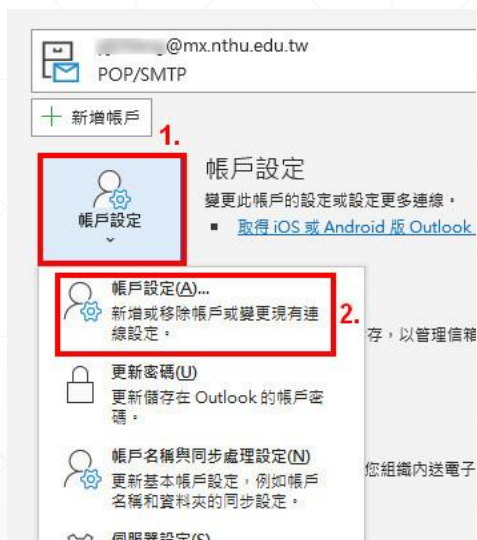 @mx.nthu.edu.tw
POP/SMTP
新增帳戶
1.
帳戶設定
帳戶設定
變更此帳戶的設定或設定更多連線。
▪ 取得 iOS 或 Android 版 Outlook
帳戶設定(A)...
新增或移除帳戶或變更現有連
線設定。
2.
存，以管理信箱
更新密碼(U)
更新儲存在 Outlook 的帳戶密
碼。
帳戶名稱與同步處理設定(N)
更新基本帳戶設定，例如帳戶
名稱和資料夾的同步設定。
您組織內送電子
伺服器設定(S)